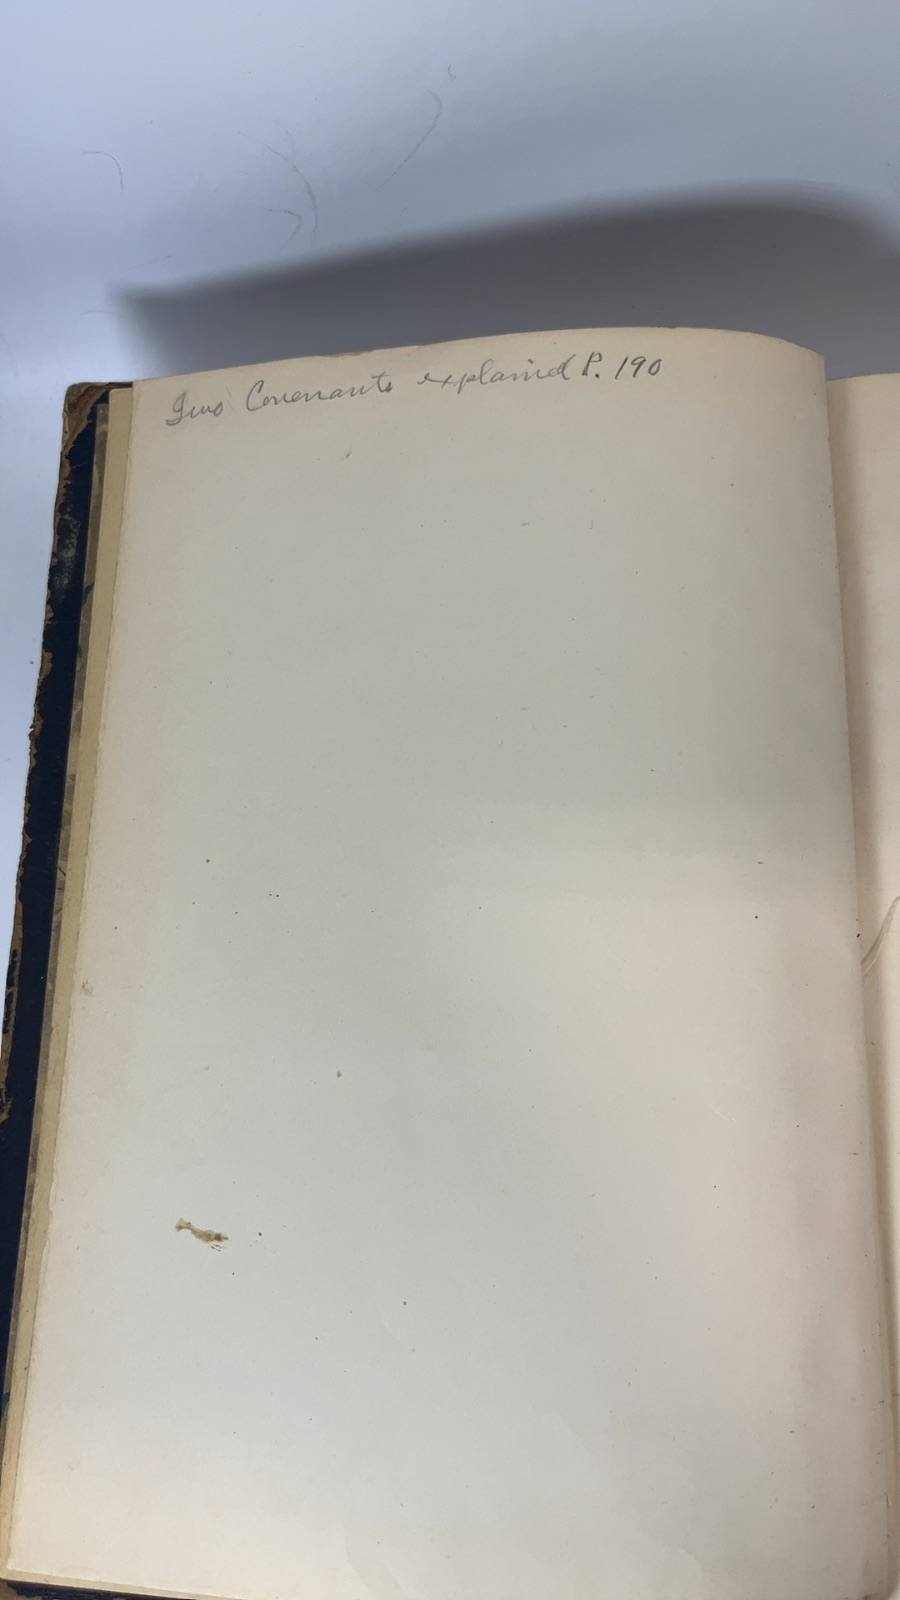 Two Covenants explained P. 190